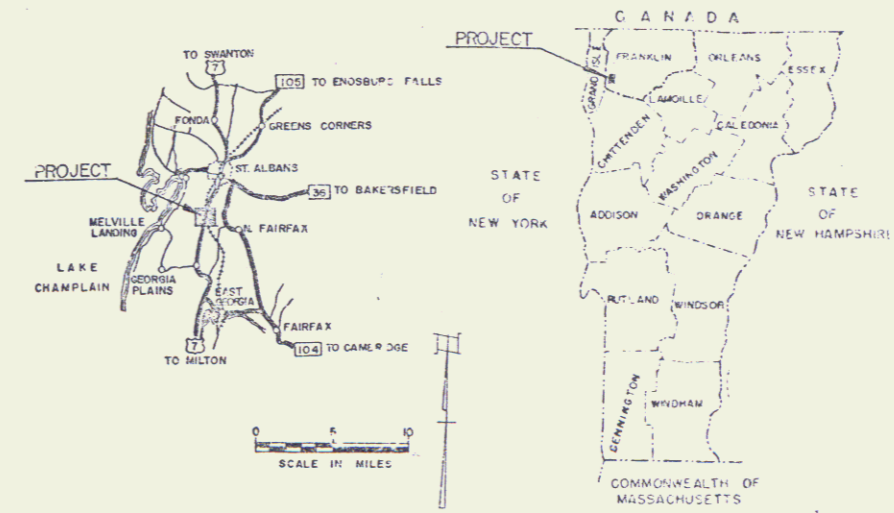 TO SWANTON
7
105 TO ENOSBURG FALLS
FONDA
GREENS CORNERS
PROJECT
ST. ALBANS
36 TO BAKERSFIELD
MELVILLE
LANDING
N. FAIRFAX
LAKE
CHAMPLAIN
GEORGIA
PLAINS
EAST
GEORGIA
FAIRFAX
7
TO MILTON
104 TO CAMBRIDGE
0 5 10
SCALE IN MILES
CANADA
PROJECT
GRAND ISLE
FRANKLIN
ORLEANS
ESSEX
LAMOILLE
CHITTENDEN
CALEDONIA
WASHINGTON
STATE
OF
NEW YORK
ADDISON
ORANGE
STATE
OF
NEW HAMPSHIRE
RUTLAND
WINDSOR
BENNINGTON
WINDHAM
COMMONWEALTH OF
MASSACHUSETTS